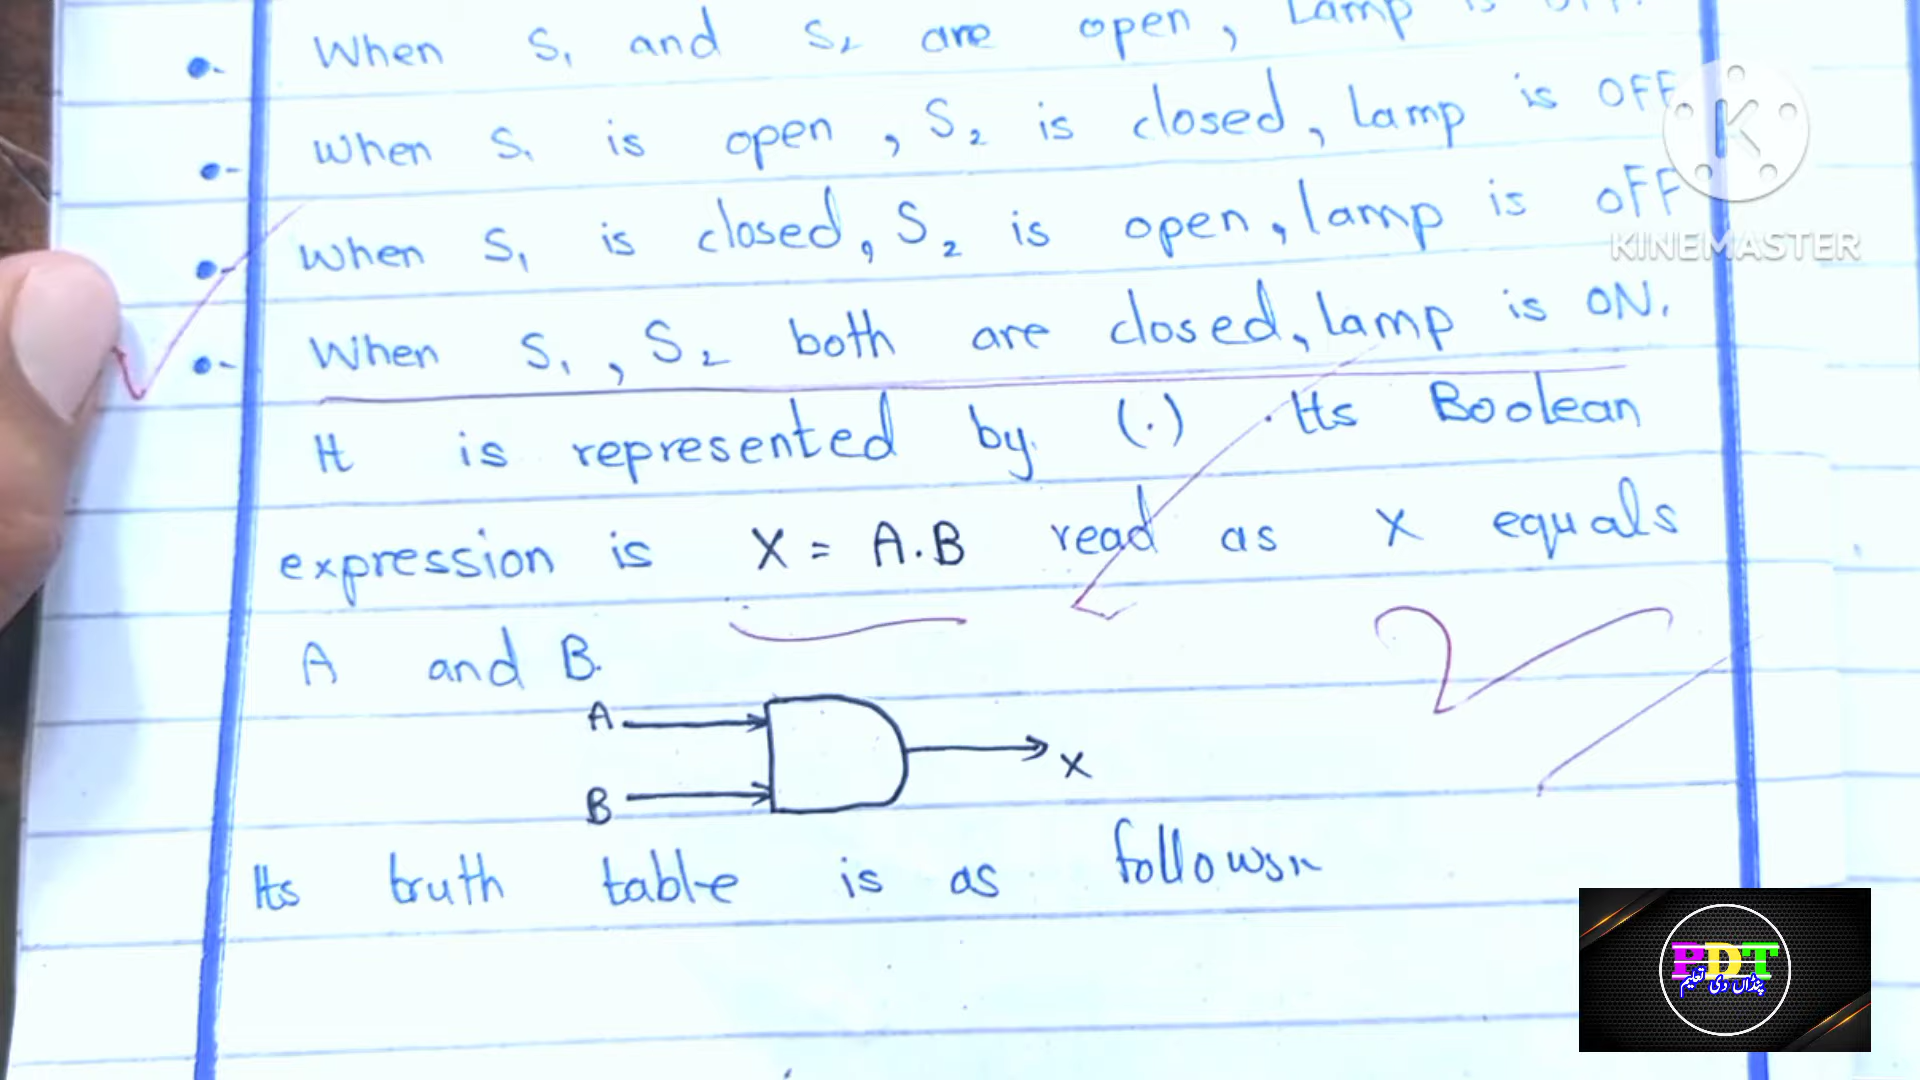 • When S₁ and S₂ are open, Lamp is OFF.
•- When S₁ is open, S₂ is closed, lamp is OFF
•- When S₁ is closed, S₂ is open, lamp is OFF
•- When S₁, S₂ both are closed, lamp is ON.
It is represented by (.) . Its Boolean
expression is X = A.B read as X equals
A and B.
A
B
X
Its truth table is as follows
KINEMASTER
PDT
پنڈاں دی تعلیم